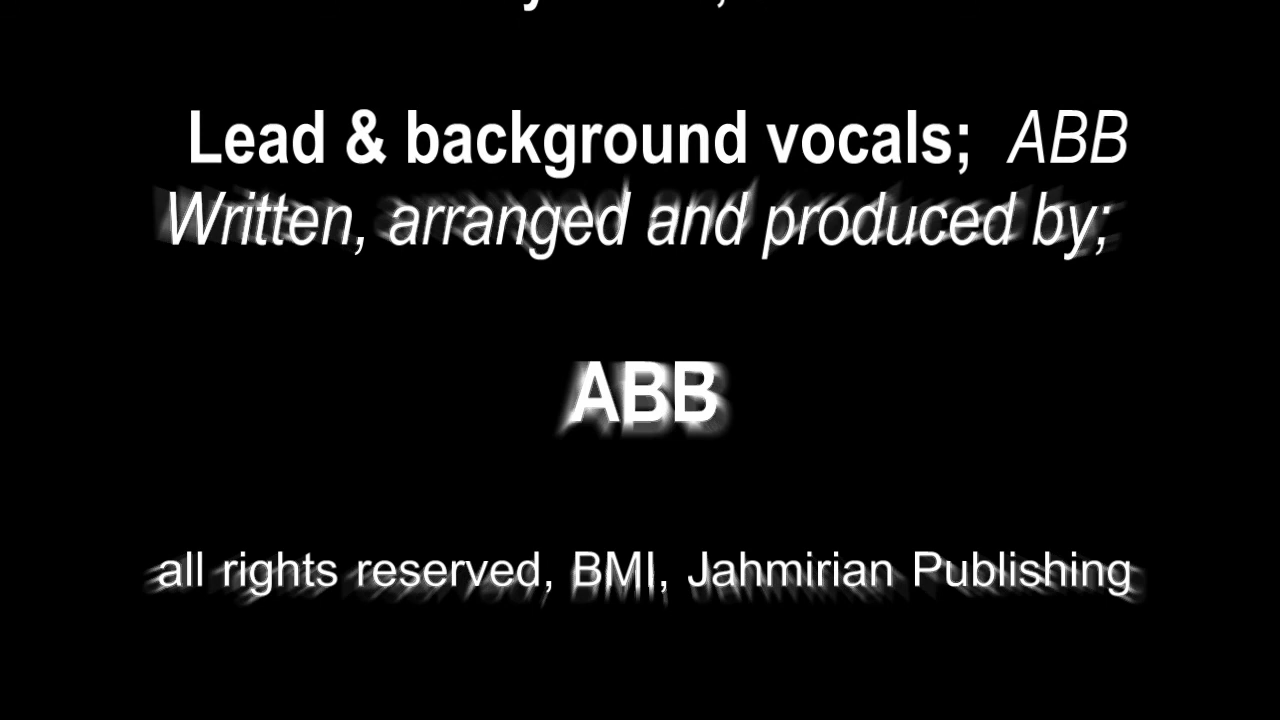 Lead & background vocals; ABB
Written, arranged and produced by;
ABB
all rights reserved, BMI, Jahmirian Publishing